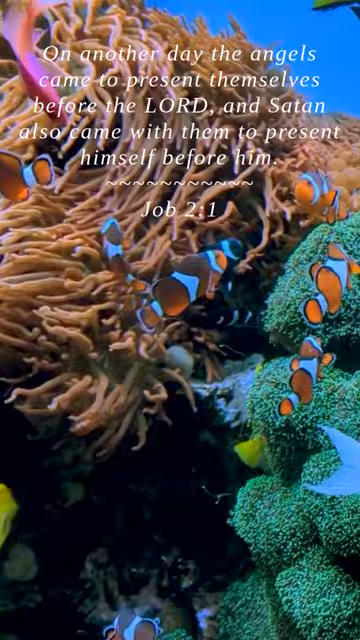 On another day the angels
came to present themselves
before the LORD, and Satan
also came with them to present
himself before him.
~~~~~~~~~~~
Job 2:1